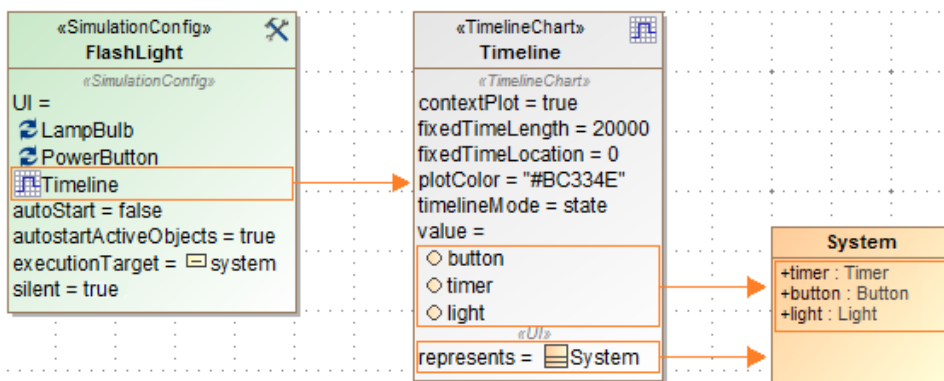 «SimulationConfig»
FlashLight
«SimulationConfig»
UI =
LampBulb
PowerButton
Timeline
autoStart = false
autostartActiveObjects = true
executionTarget = system
silent = true
«TimelineChart»
Timeline
«TimelineChart»
contextPlot = true
fixedTimeLength = 20000
fixedTimeLocation = 0
plotColor = "#BC334E"
timelineMode = state
value =
button
timer
light
«UI»
represents = System
System
+timer : Timer
+button : Button
+light : Light